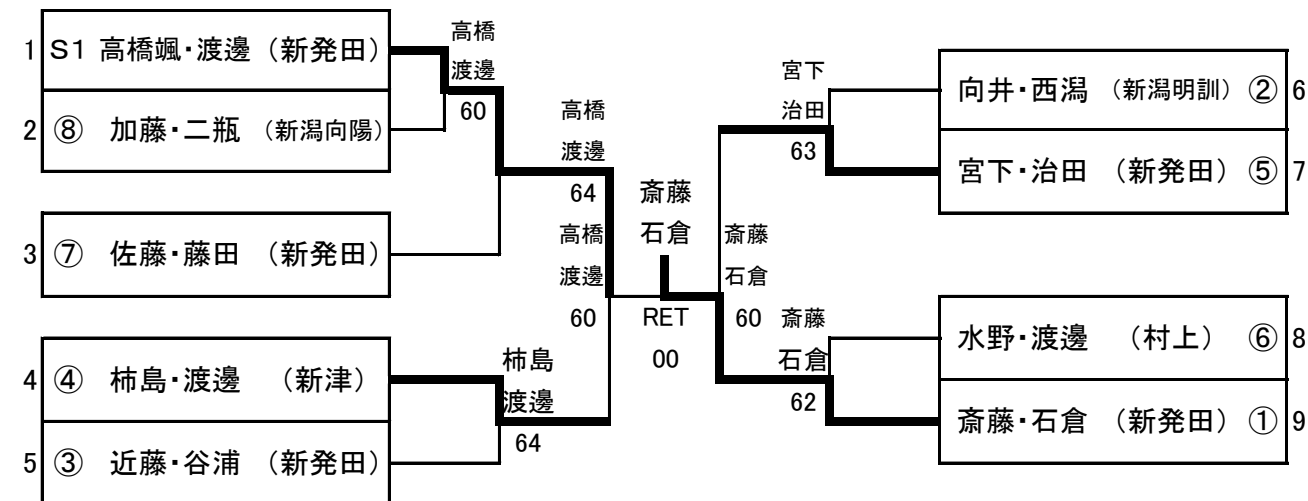 1 S1 高橋颯・渡邊 （新発田）
2 ⑧ 加藤・二瓶 （新潟向陽）
3 ⑦ 佐藤・藤田 （新発田）
4 ④ 柿島・渡邊 （新津）
5 ③ 近藤・谷浦 （新発田）
高橋
渡邊
60
高橋
渡邊
64
高橋
渡邊
60
柿島
渡邊
64
斎藤
石倉
RET
00
斎藤
石倉
60
宮下
治田
63
斎藤
石倉
62
向井・西潟 （新潟明訓） ② 6
宮下・治田 （新発田） ⑤ 7
水野・渡邊 （村上） ⑥ 8
斎藤・石倉 （新発田） ① 9